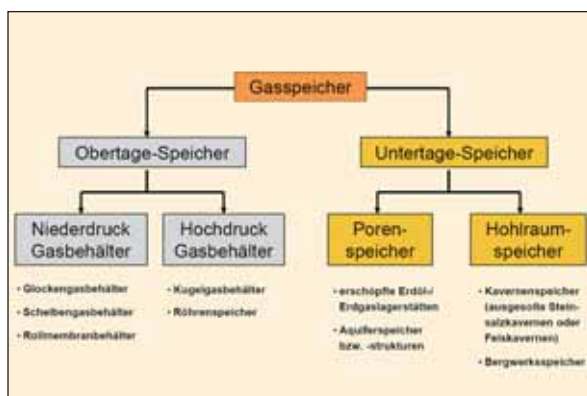 Gasspeicher
Obertage-Speicher
Untertage-Speicher
Niederdruck
Gasbehälter
Hochdruck
Gasbehälter
Poren-
speicher
Hohlraum-
speicher
• Glockengasbehälter
• Scheibengasbehälter
• Rollmembranbehälter
• Kugelgasbehälter
• Röhrenspeicher
• erschöpfte Erdöl-/
Erdgaslagerstätten
• Aquiferspeicher
bzw. -strukturen
• Kavernenspeicher
(ausgesolte Stein-
salzkavernen oder
Felskavernen)
• Bergwerksspeicher